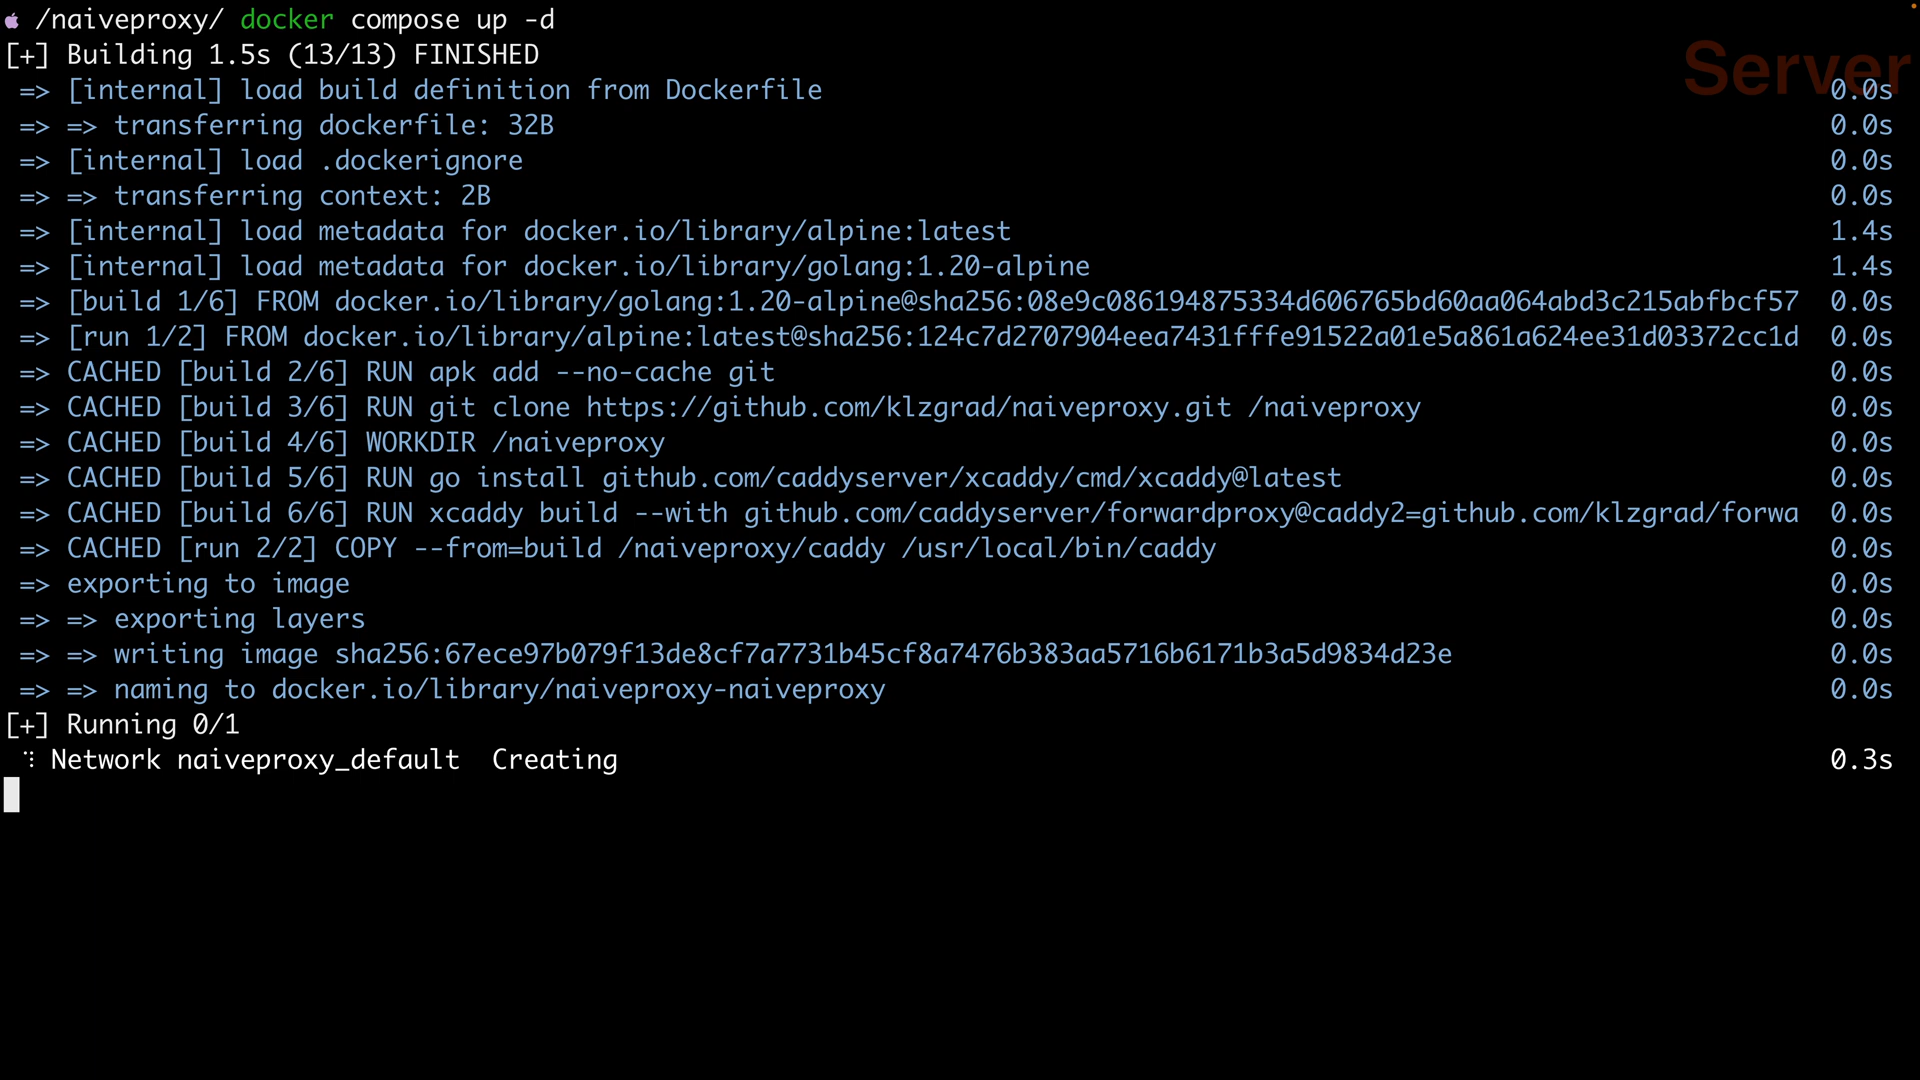 /naiveproxy/ docker compose up -d
[+] Building 1.5s (13/13) FINISHED
Server
=> [internal] load build definition from Dockerfile 0.0s
=> => transferring dockerfile: 32B 0.0s
=> [internal] load .dockerignore 0.0s
=> => transferring context: 2B 0.0s
=> [internal] load metadata for docker.io/library/alpine:latest 1.4s
=> [internal] load metadata for docker.io/library/golang:1.20-alpine 1.4s
=> [build 1/6] FROM docker.io/library/golang:1.20-alpine@sha256:08e9c086194875334d606765bd60aa064abd3c215abfbcf57 0.0s
=> [run 1/2] FROM docker.io/library/alpine:latest@sha256:124c7d2707904eea7431fffe91522a01e5a861a624ee31d03372cc1d 0.0s
=> CACHED [build 2/6] RUN apk add --no-cache git 0.0s
=> CACHED [build 3/6] RUN git clone https://github.com/klzgrad/naiveproxy.git /naiveproxy 0.0s
=> CACHED [build 4/6] WORKDIR /naiveproxy 0.0s
=> CACHED [build 5/6] RUN go install github.com/caddyserver/xcaddy/cmd/xcaddy@latest 0.0s
=> CACHED [build 6/6] RUN xcaddy build --with github.com/caddyserver/forwardproxy@caddy2=github.com/klzgrad/forwa 0.0s
=> CACHED [run 2/2] COPY --from=build /naiveproxy/caddy /usr/local/bin/caddy 0.0s
=> exporting to image 0.0s
=> => exporting layers 0.0s
=> => writing image sha256:67ece97b079f13de8cf7a7731b45cf8a7476b383aa5716b6171b3a5d9834d23e 0.0s
=> => naming to docker.io/library/naiveproxy-naiveproxy 0.0s
[+] Running 0/1
Network naiveproxy_default Creating 0.3s